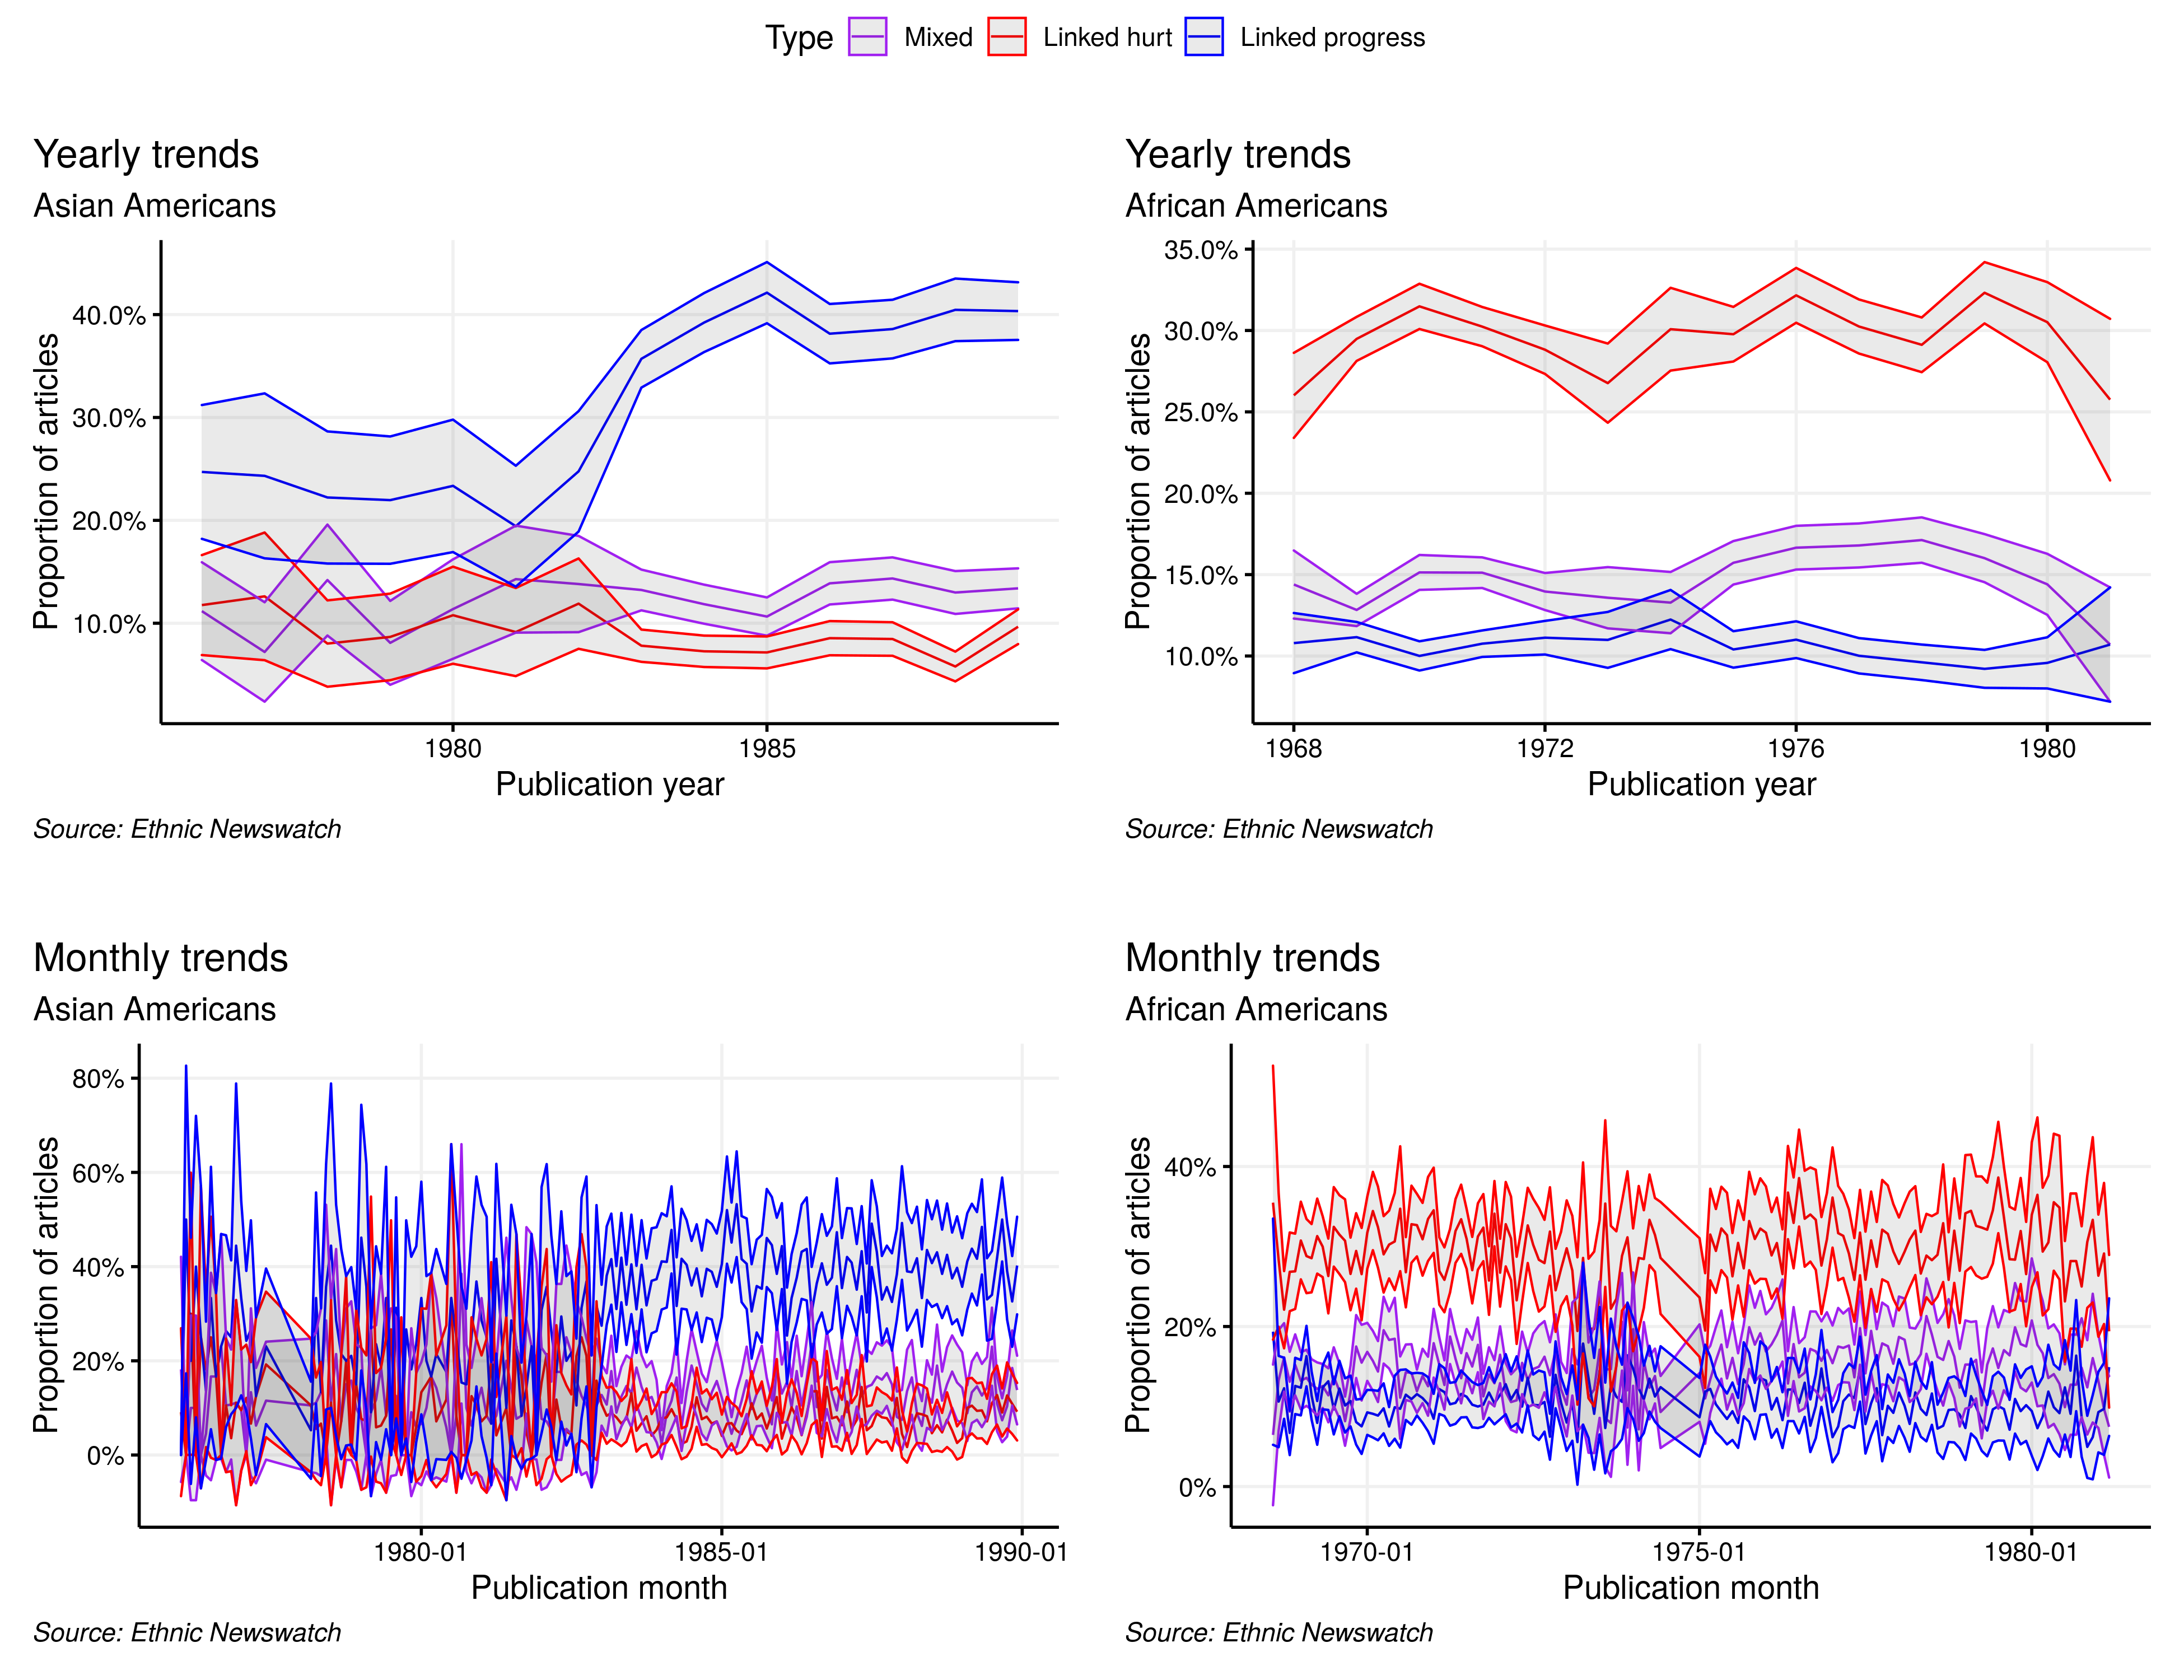 Type Mixed Linked hurt Linked progress
Yearly trends
Asian Americans
Proportion of articles
40.0%
30.0%
20.0%
10.0%
1980 1985
Publication year
Source: Ethnic Newswatch
Yearly trends
African Americans
Proportion of articles
35.0%
30.0%
25.0%
20.0%
15.0%
10.0%
1968 1972 1976 1980
Publication year
Source: Ethnic Newswatch
Monthly trends
Asian Americans
Proportion of articles
80%
60%
40%
20%
0%
1980-01 1985-01 1990-01
Publication month
Source: Ethnic Newswatch
Monthly trends
African Americans
Proportion of articles
40%
20%
0%
1970-01 1975-01 1980-01
Publication month
Source: Ethnic Newswatch